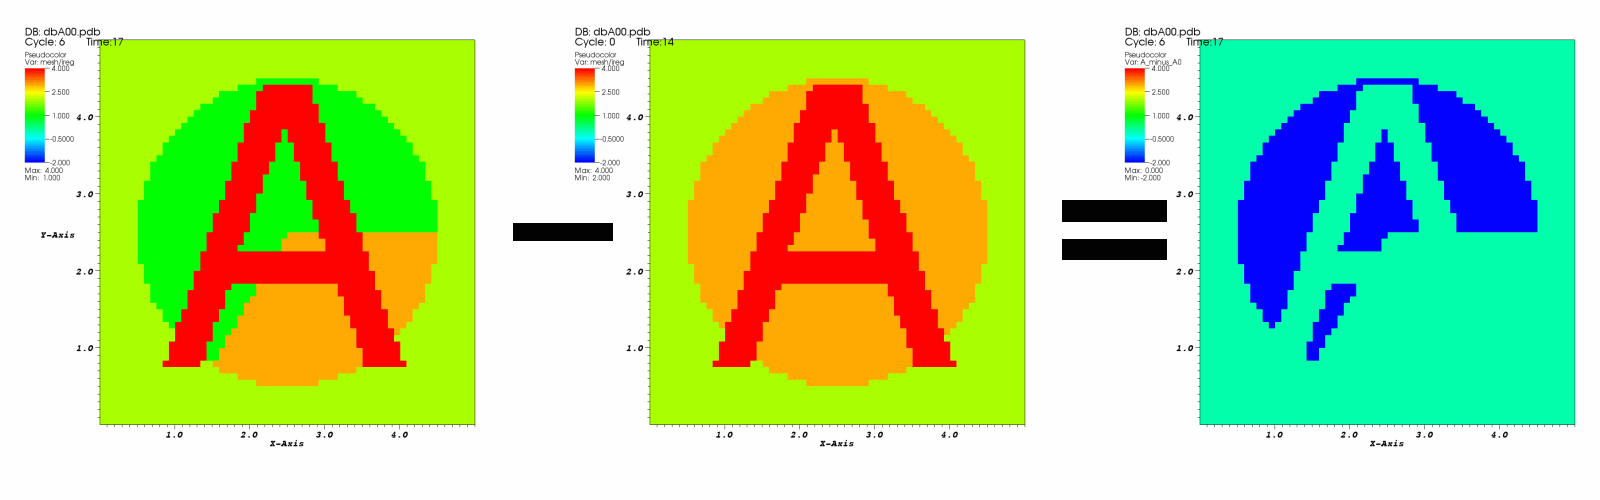 DB: dbA00.pdb
Cycle: 6 Time:17
Pseudocolor
Var: mesh/ireg
4.000
2.500
1.000
-0.5000
-2.000
Max: 4.000
Min: 1.000
4.0
3.0
Y-Axis
2.0
1.0
1.0 2.0 3.0 4.0
X-Axis
DB: dbA00.pdb
Cycle: 0 Time:14
Pseudocolor
Var: mesh/ireg
4.000
2.500
1.000
-0.5000
-2.000
Max: 4.000
Min: 2.000
4.0
3.0
2.0
1.0
1.0 2.0 3.0 4.0
X-Axis
DB: dbA00.pdb
Cycle: 6 Time:17
Pseudocolor
Var: A_minus_A0
4.000
2.500
1.000
-0.5000
-2.000
Max: 0.000
Min: -2.000
4.0
3.0
2.0
1.0
1.0 2.0 3.0 4.0
X-Axis